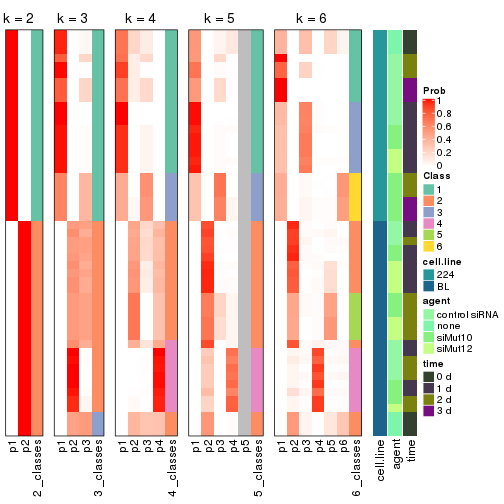 k = 2
k = 3
k = 4
k = 5
k = 6
p1
p2
2_classes
p1
p2
p3
3_classes
p1
p2
p3
p4
4_classes
p1
p2
p3
p4
p5
5_classes
p1
p2
p3
p4
p5
p6
6_classes
cell.line
agent
time
Prob
1
0.8
0.6
0.4
0.2
0
Class
1
2
3
4
5
6
cell.line
224
BL
agent
control siRNA
none
siMut10
siMut12
time
0 d
1 d
2 d
3 d